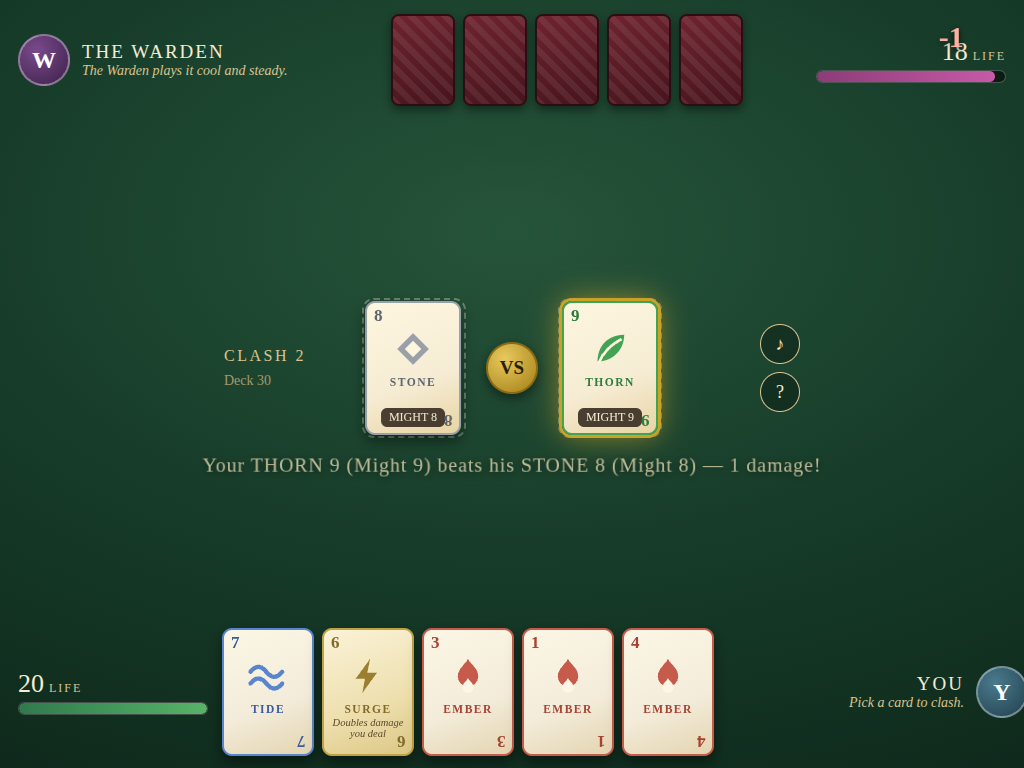 W
THE WARDEN
The Warden plays it cool and steady.
-1
18 LIFE
CLASH 2
Deck 30
8
STONE
MIGHT 8
8
VS
9
THORN
MIGHT 9
9
♪
?
Your THORN 9 (Might 9) beats his STONE 8 (Might 8) — 1 damage!
20 LIFE
7
TIDE
7
6
SURGE
Doubles damage
you deal
6
3
EMBER
3
1
EMBER
1
4
EMBER
4
YOU
Pick a card to clash.
Y